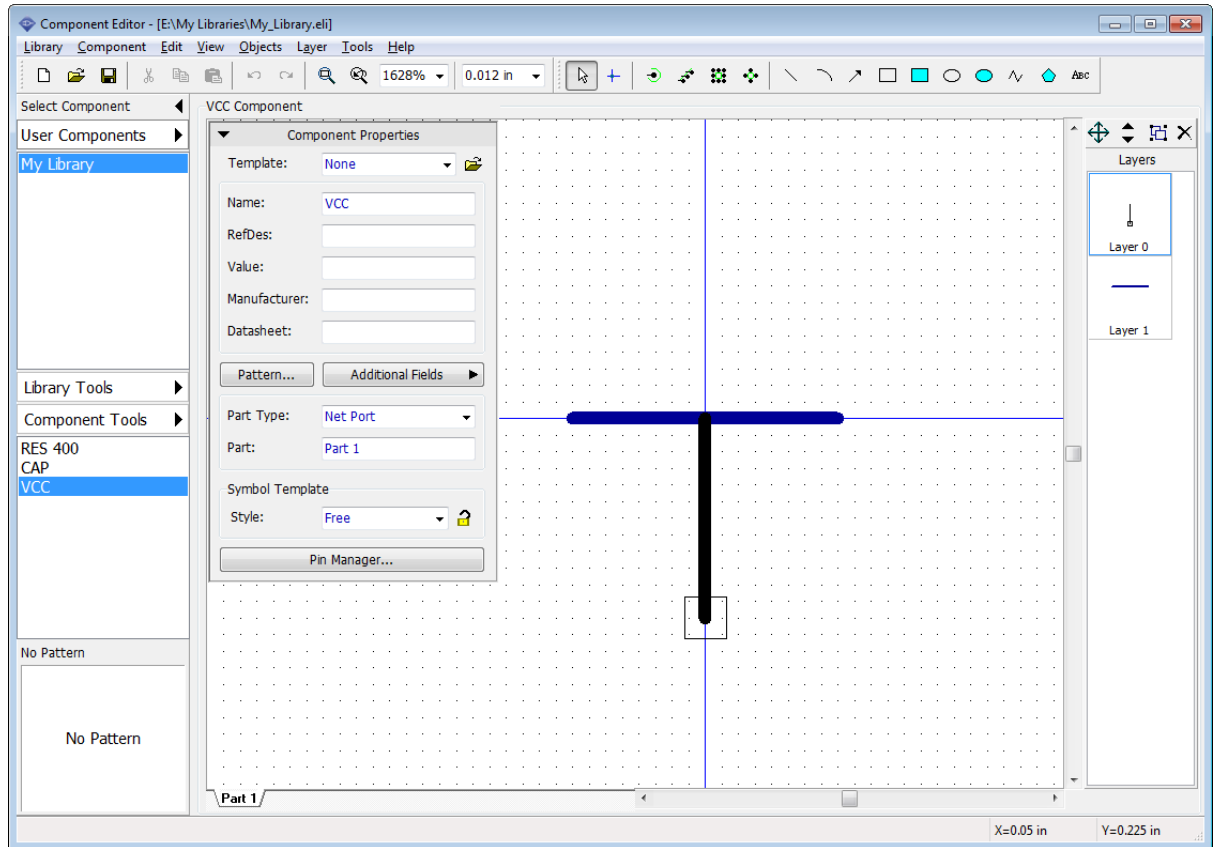 Component Editor - [E:\My Libraries\My_Library.eli]
Library Component Edit View Objects Layer Tools Help
1628% 0.012 in ABC
Select Component
User Components
My Library
Library Tools
Component Tools
RES 400
CAP
VCC
No Pattern
No Pattern
VCC Component
Component Properties
Template: None
Name: VCC
RefDes:
Value:
Manufacturer:
Datasheet:
Pattern... Additional Fields
Part Type: Net Port
Part: Part 1
Symbol Template
Style: Free
Pin Manager...
Part 1
Layers
Layer 0
Layer 1
X=0.05 in Y=0.225 in